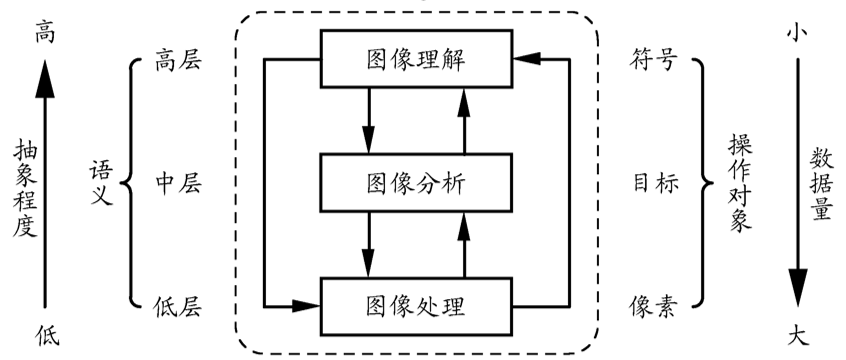 高 小
高层 图像理解 符号
抽象程度 语义 中层 图像分析 目标 操作对象 数据量
低层 图像处理 像素
低 大